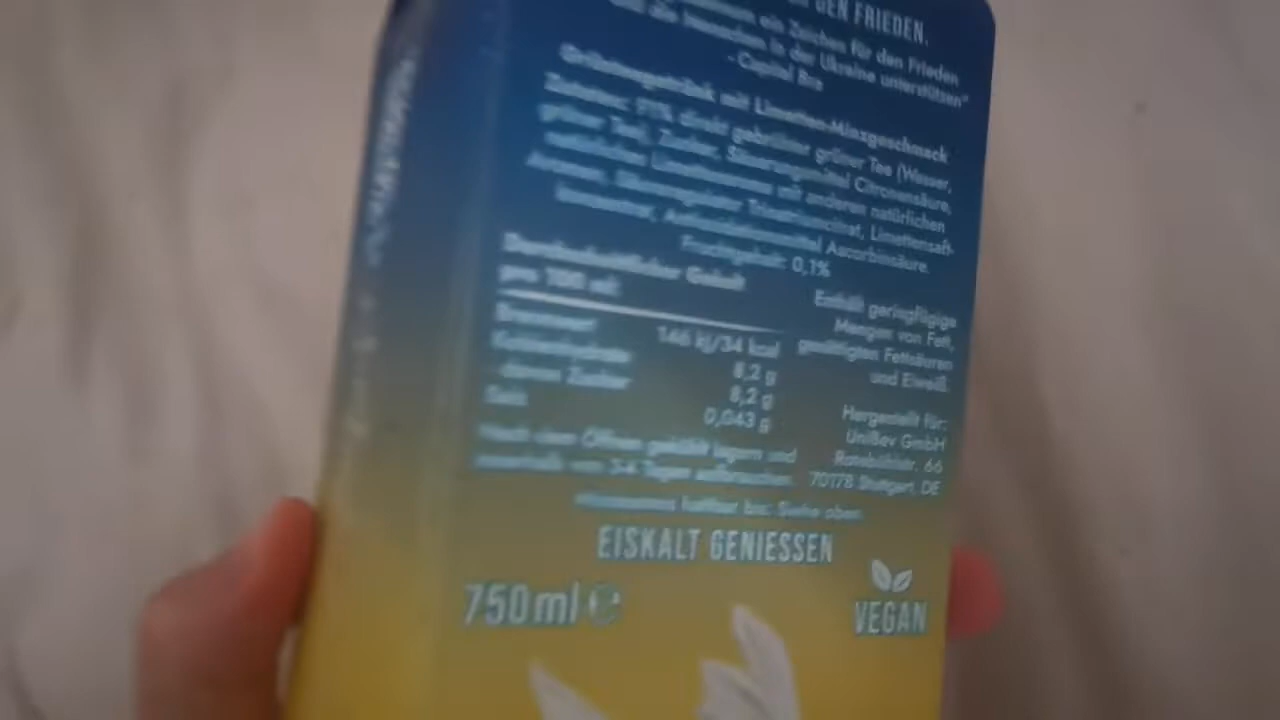 DEN FRIEDEN.
ein Zeichen für den Frieden
die Menschen in der Ukraine unterstützen"
- Capital Bra
Grünteegetränk mit Limetten-Minzgeschmack
Zutaten: 99% direkt gebrühter grüner Tee (Wasser,
grüner Tee), Zucker, Säuerungsmittel Citronensäure,
natürliches Limettenaroma mit anderen natürlichen
Aromen, Säureregulator Trinatriumcitrat, Limettensaft-
Antioxidationsmittel Ascorbinsäure.
Fruchtgehalt: 0,1%
Durchschnittlicher Gehalt
pro 100 ml
Brennwert 146 kJ/34 kcal
Kohlenhydrate 8,2 g
davon Zucker 8,2 g
Salz 0,043 g
Enthält geringfügige
Mengen von Fett,
gesättigten Fettsäuren
und Eiweiß.
Nach dem Öffnen gekühlt lagern und
innerhalb von 3-4 Tagen aufbrauchen.
Hergestellt für:
UniBev GmbH
Rotebühlstr. 66
70178 Stuttgart, DE
haltbar bis: Siehe oben.
EISKALT GENIESSEN
750ml e
VEGAN